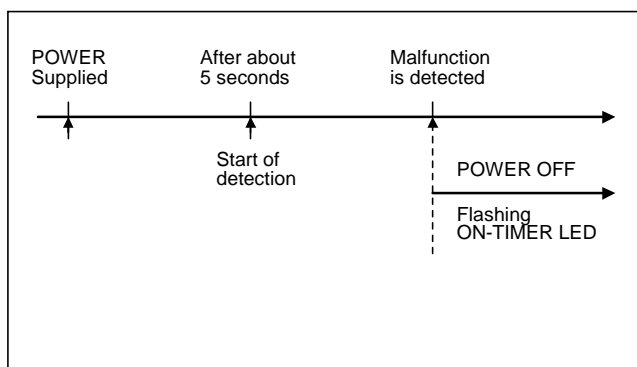 POWER
Supplied
After about
5 seconds
Malfunction
is detected
Start of
detection
POWER OFF
Flashing
ON-TIMER LED